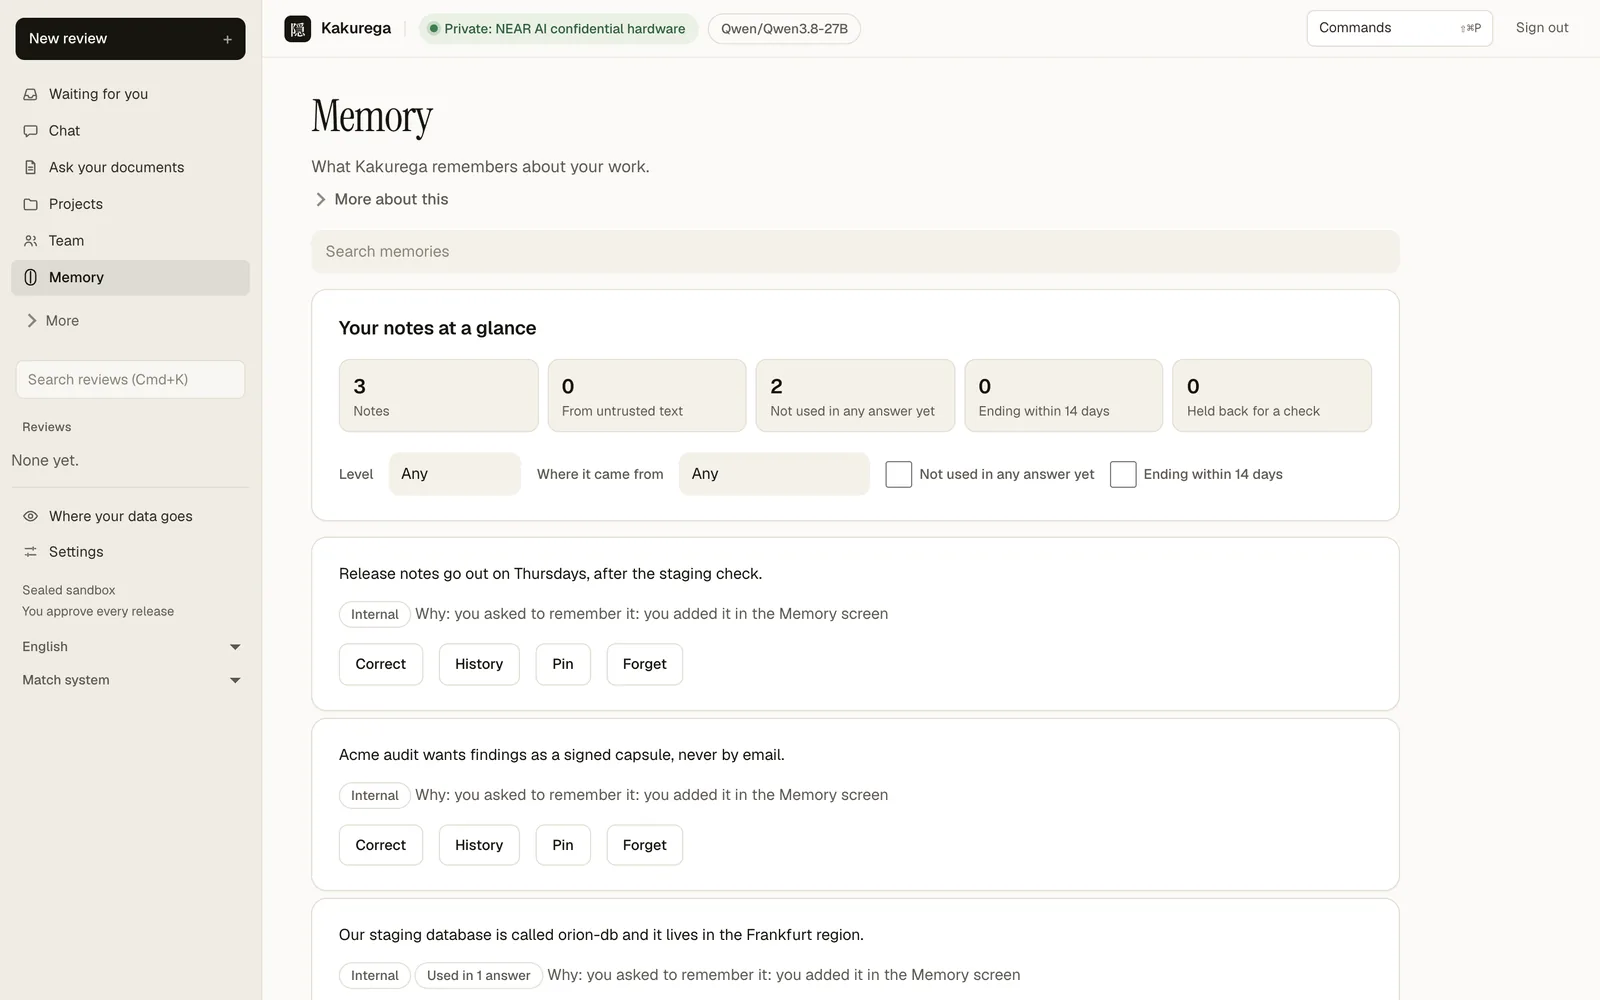 New review +
Waiting for you
Chat
Ask your documents
Projects
Team
Memory
More
Search reviews (Cmd+K)
Reviews
None yet.
Where your data goes
Settings
Sealed sandbox
You approve every release
English
Match system
Kakurega
Private: NEAR AI confidential hardware
Qwen/Qwen3.8-27B
Commands ⇧⌘P
Sign out
Memory
What Kakurega remembers about your work.
More about this
Search memories
Your notes at a glance
3
Notes
0
From untrusted text
2
Not used in any answer yet
0
Ending within 14 days
0
Held back for a check
Level Any Where it came from Any Not used in any answer yet Ending within 14 days
Release notes go out on Thursdays, after the staging check.
Internal Why: you asked to remember it: you added it in the Memory screen
Correct History Pin Forget
Acme audit wants findings as a signed capsule, never by email.
Internal Why: you asked to remember it: you added it in the Memory screen
Correct History Pin Forget
Our staging database is called orion-db and it lives in the Frankfurt region.
Internal Used in 1 answer Why: you asked to remember it: you added it in the Memory screen